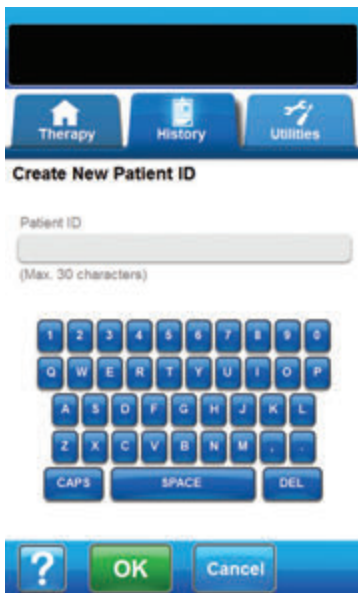 Therapy History Utilities
Create New Patient ID
Patient ID
(Max. 30 characters)
1 2 3 4 5 6 7 8 9 0
Q W E R T Y U I O P
A S D F G H J K L
Z X C V B N M , .
CAPS SPACE DEL
? OK Cancel